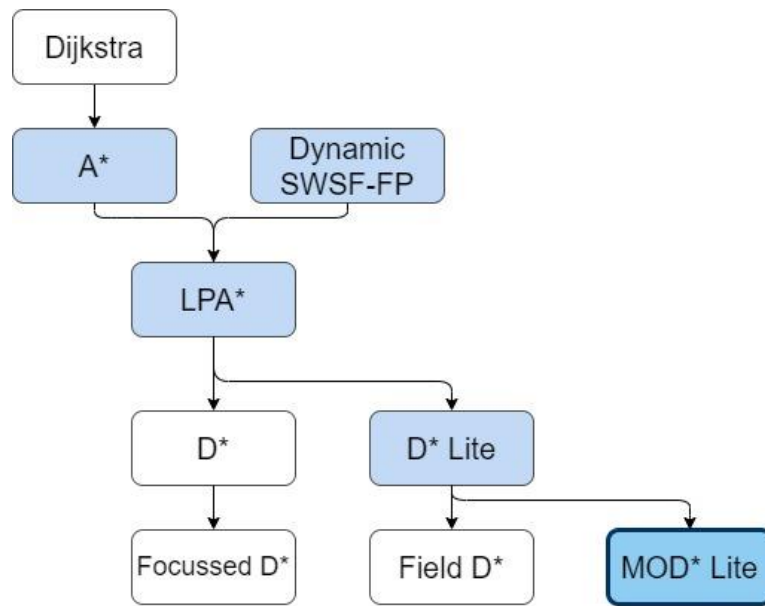 Dijkstra
A*
Dynamic
SWSF-FP
LPA*
D*
D* Lite
Focussed D*
Field D*
MOD* Lite